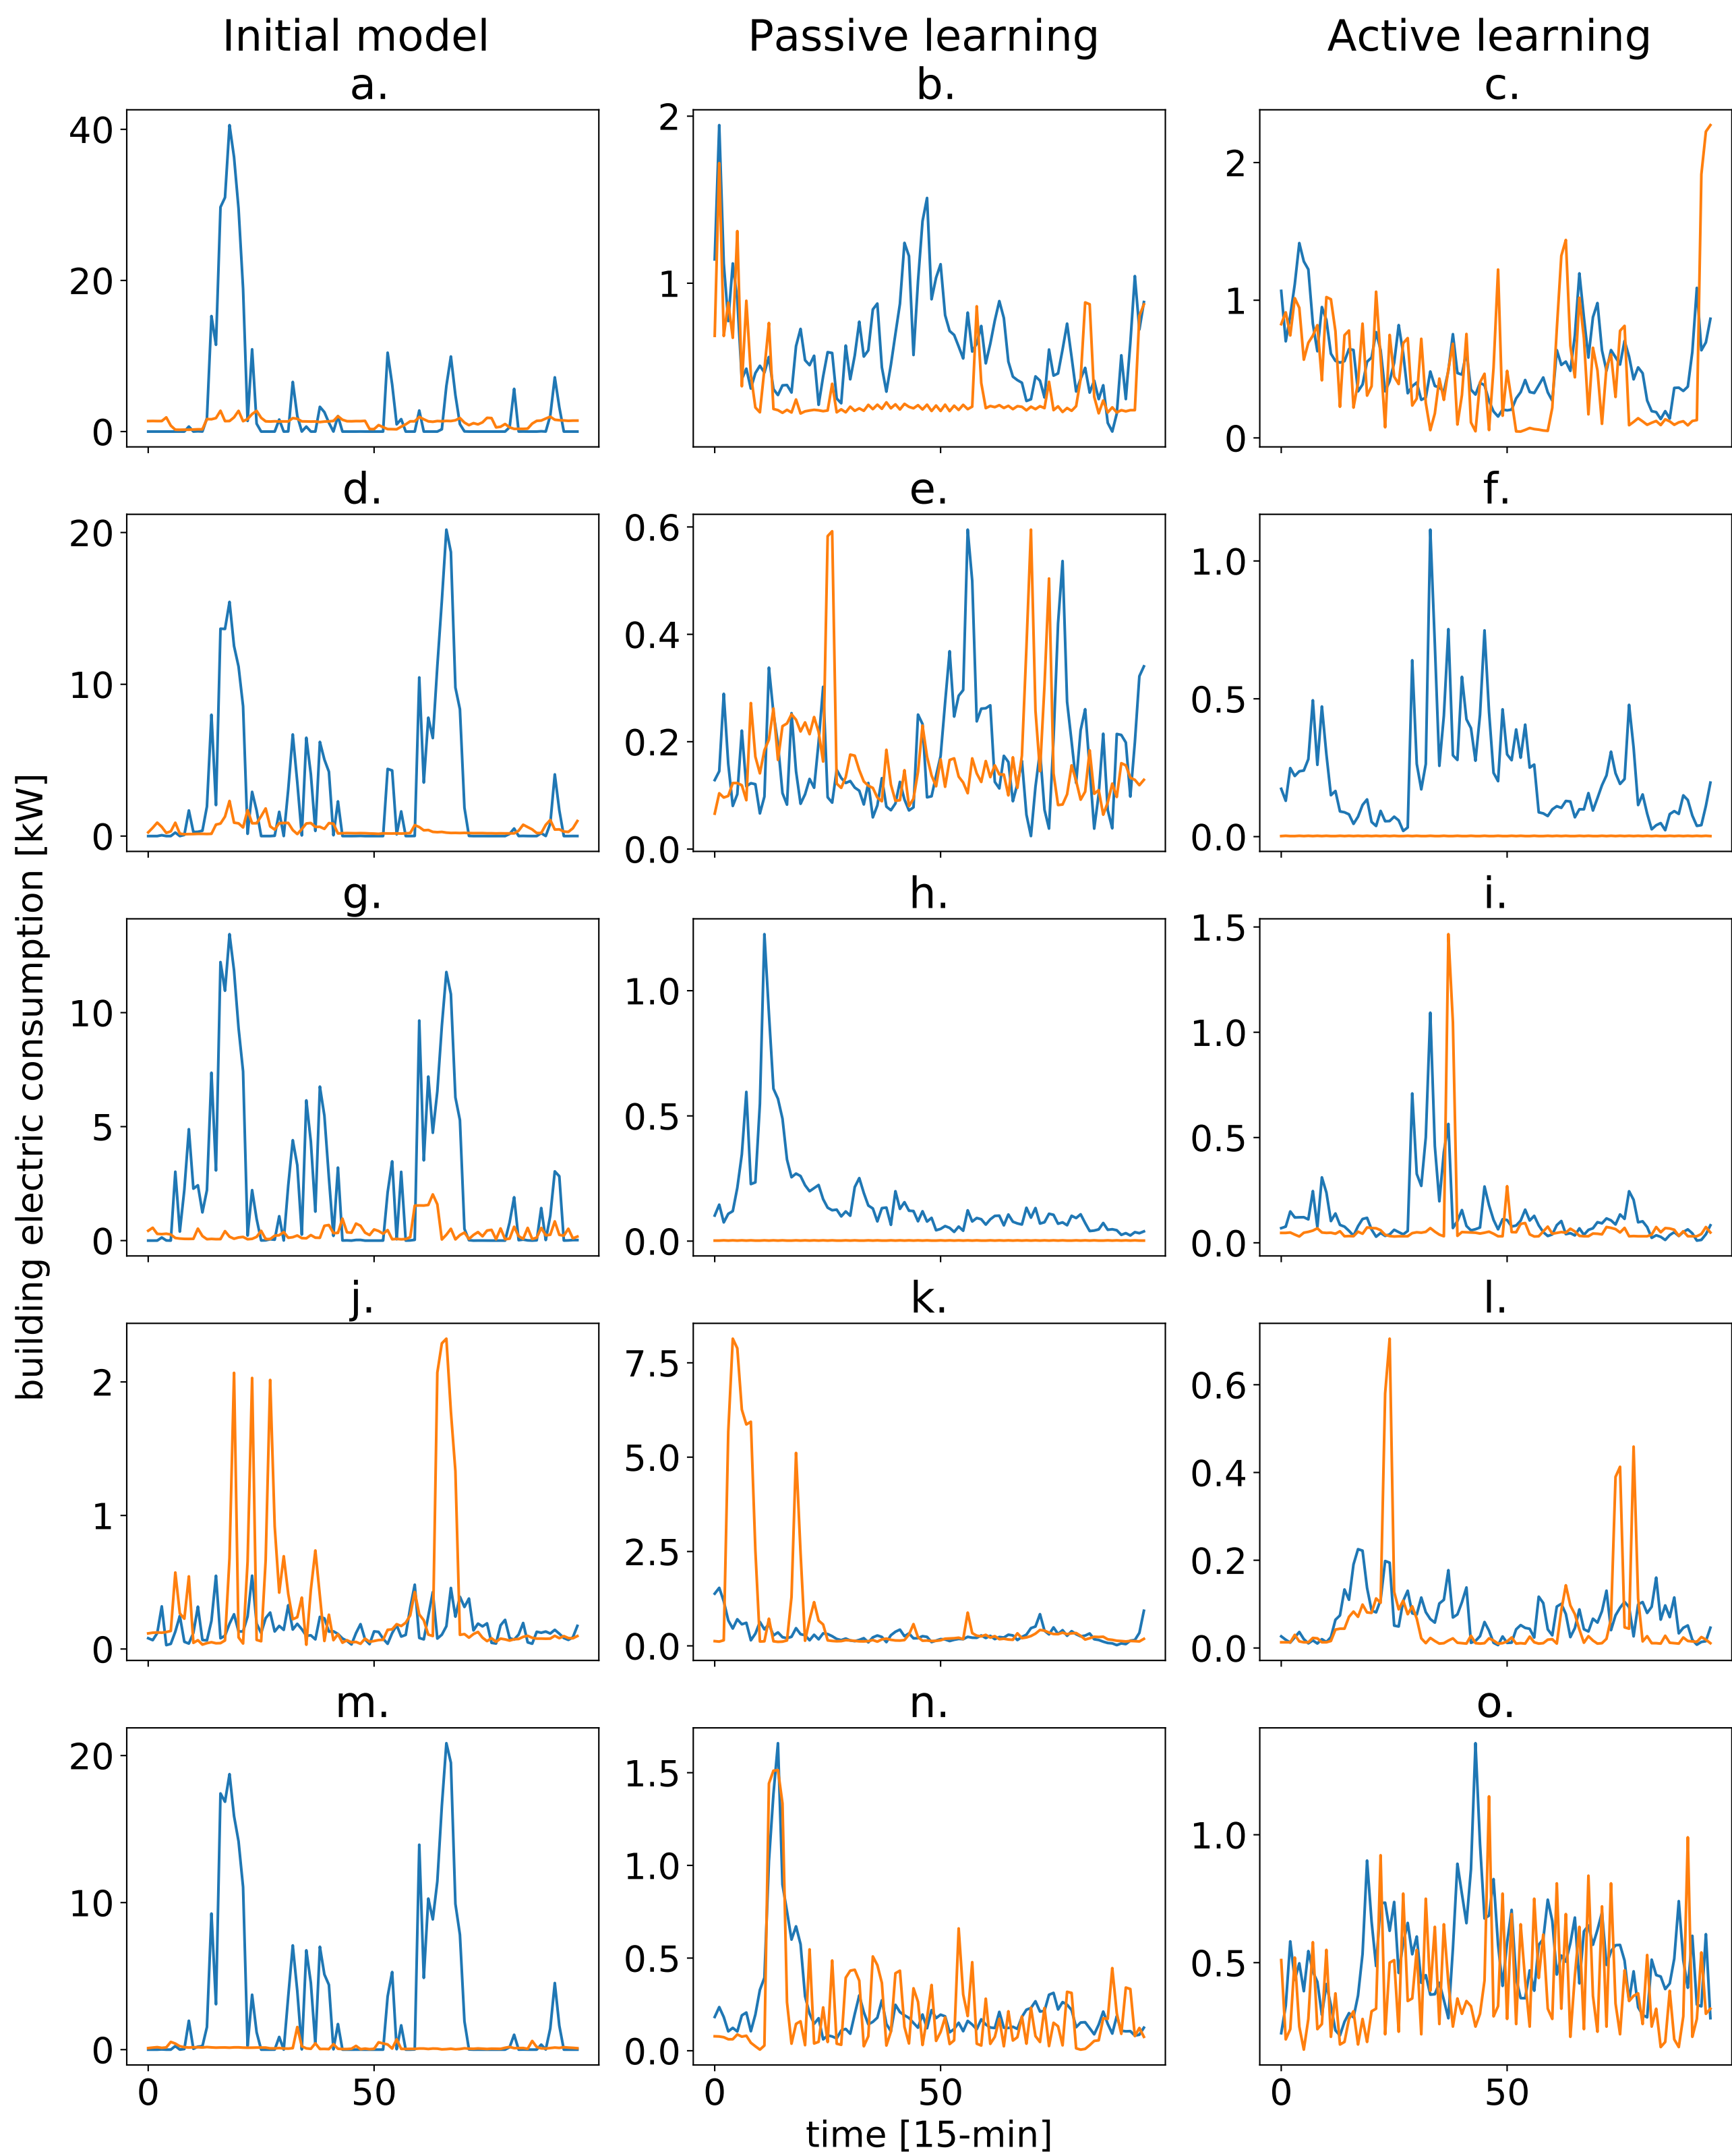 Initial model
Passive learning
Active learning
a.
b.
c.
40
20
0
2
1
2
1
0
d.
e.
f.
20
10
0
0.6
0.4
0.2
0.0
1.0
0.5
0.0
g.
h.
i.
10
5
0
1.0
0.5
0.0
1.5
1.0
0.5
0.0
building electric consumption [kW]
j.
k.
l.
2
1
0
7.5
5.0
2.5
0.0
0.6
0.4
0.2
0.0
m.
n.
o.
20
10
0
1.5
1.0
0.5
0.0
1.0
0.5
0 50
0 50
0 50
time [15-min]